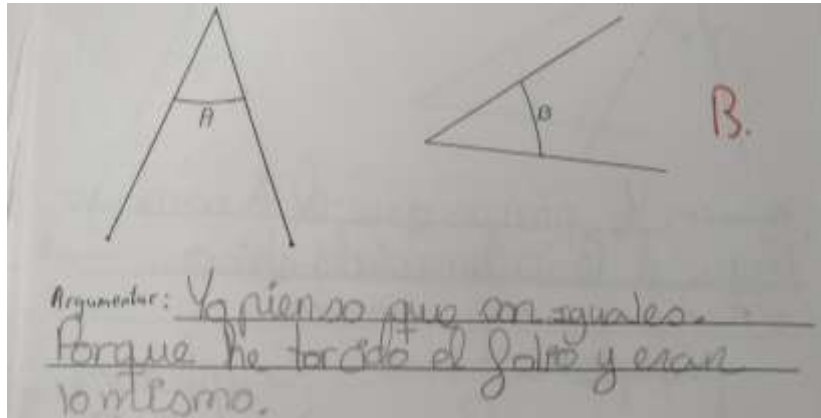 A
B
B.
Argumentar: Yo pienso que son iguales.
Porque he torcido el folio y eran
lo mismo.